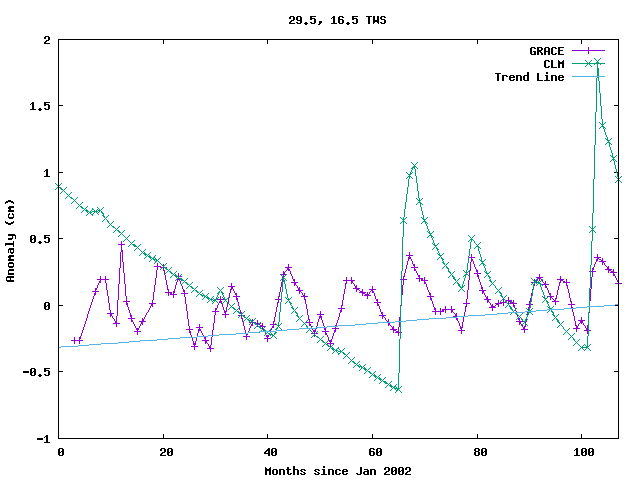 29.5, 16.5 TWS
GRACE
CLM
Trend Line
2
1.5
1
0.5
0
-0.5
-1
Anomaly (cm)
0 20 40 60 80 100
Months since Jan 2002